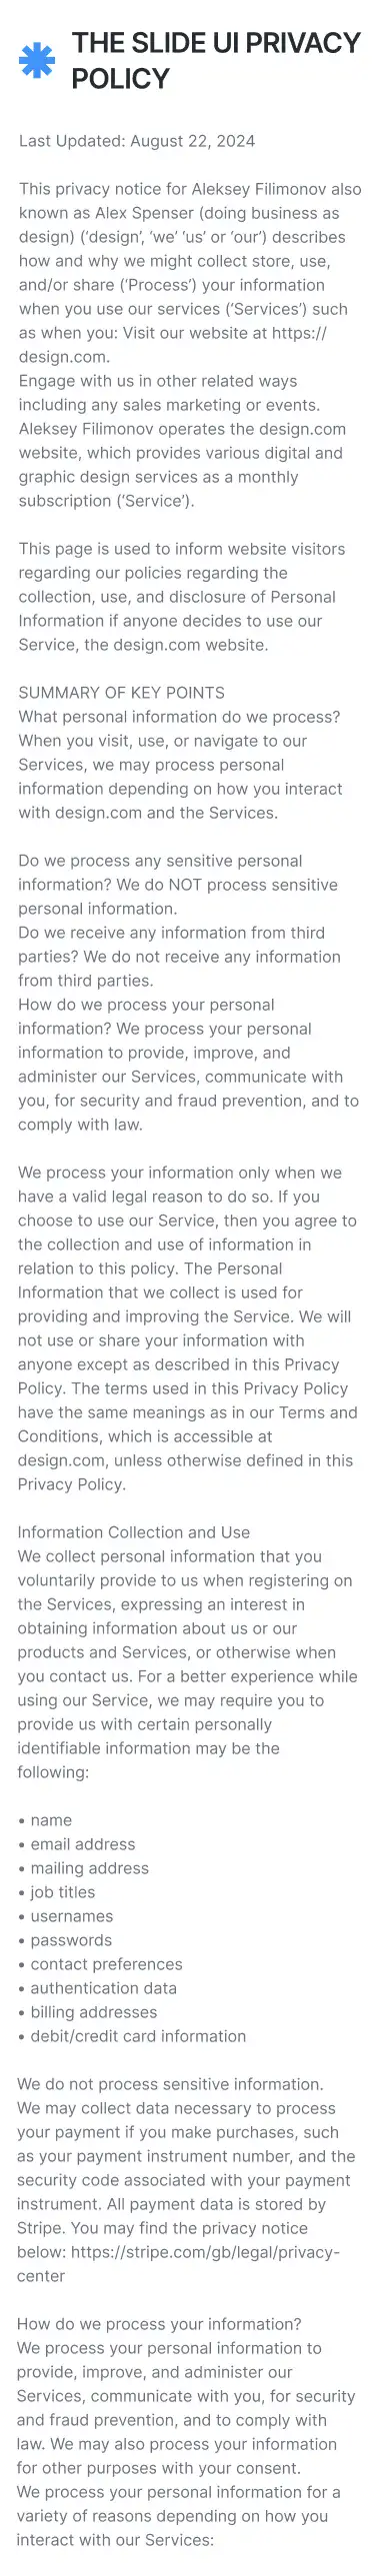 THE SLIDE UI PRIVACY
POLICY
Last Updated: August 22, 2024
This privacy notice for Aleksey Filimonov also
known as Alex Spenser (doing business as
design) (‘design’, ‘we’ ‘us’ or ‘our’) describes
how and why we might collect store, use,
and/or share (‘Process’) your information
when you use our services (‘Services’) such
as when you: Visit our website at https://
design.com.
Engage with us in other related ways
including any sales marketing or events.
Aleksey Filimonov operates the design.com
website, which provides various digital and
graphic design services as a monthly
subscription (‘Service’).
This page is used to inform website visitors
regarding our policies regarding the
collection, use, and disclosure of Personal
Information if anyone decides to use our
Service, the design.com website.
SUMMARY OF KEY POINTS
What personal information do we process?
When you visit, use, or navigate to our
Services, we may process personal
information depending on how you interact
with design.com and the Services.
Do we process any sensitive personal
information? We do NOT process sensitive
personal information.
Do we receive any information from third
parties? We do not receive any information
from third parties.
How do we process your personal
information? We process your personal
information to provide, improve, and
administer our Services, communicate with
you, for security and fraud prevention, and to
comply with law.
We process your information only when we
have a valid legal reason to do so. If you
choose to use our Service, then you agree to
the collection and use of information in
relation to this policy. The Personal
Information that we collect is used for
providing and improving the Service. We will
not use or share your information with
anyone except as described in this Privacy
Policy. The terms used in this Privacy Policy
have the same meanings as in our Terms and
Conditions, which is accessible at
design.com, unless otherwise defined in this
Privacy Policy.
Information Collection and Use
We collect personal information that you
voluntarily provide to us when registering on
the Services, expressing an interest in
obtaining information about us or our
products and Services, or otherwise when
you contact us. For a better experience while
using our Service, we may require you to
provide us with certain personally
identifiable information may be the
following:
• name
• email address
• mailing address
• job titles
• usernames
• passwords
• contact preferences
• authentication data
• billing addresses
• debit/credit card information
We do not process sensitive information.
We may collect data necessary to process
your payment if you make purchases, such
as your payment instrument number, and the
security code associated with your payment
instrument. All payment data is stored by
Stripe. You may find the privacy notice
below: https://stripe.com/gb/legal/privacy-
center
How do we process your information?
We process your personal information to
provide, improve, and administer our
Services, communicate with you, for security
and fraud prevention, and to comply with
law. We may also process your information
for other purposes with your consent.
We process your personal information for a
variety of reasons depending on how you
interact with our Services: